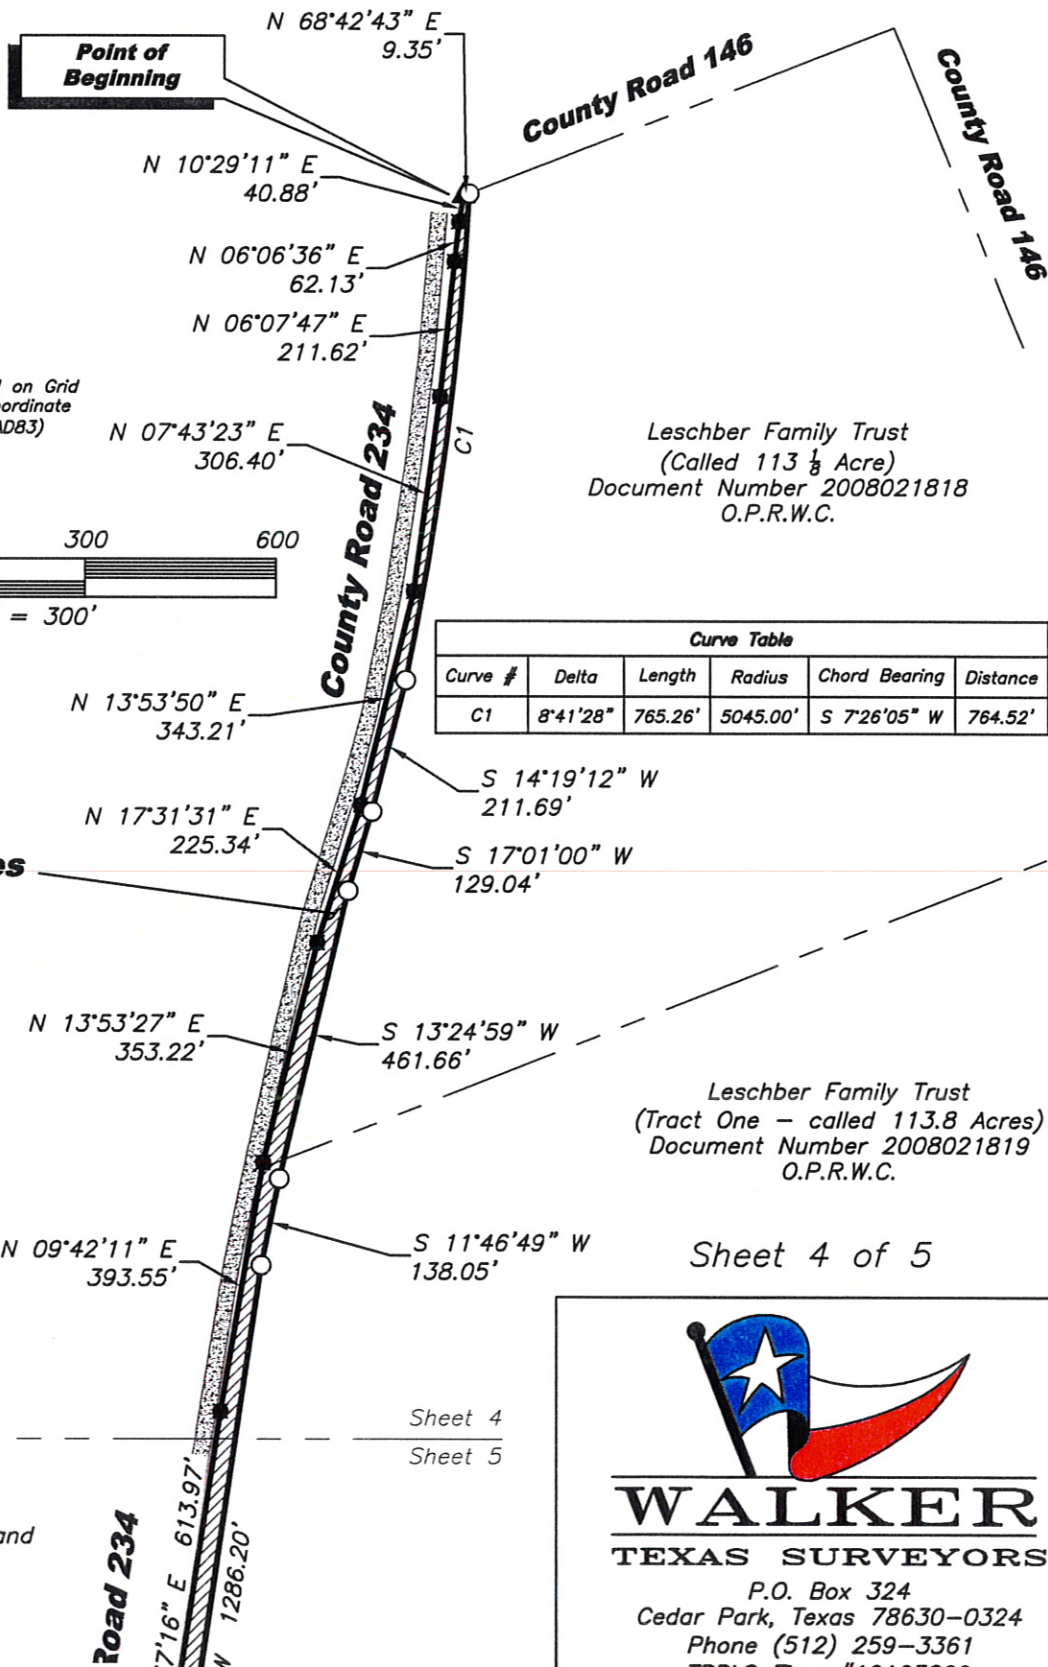 N 68°42'43" E
9.35'
Point of
Beginning
County Road 146
County Road 146
N 10°29'11" E
40.88'
N 06°06'36" E
62.13'
N 06°07'47" E
211.62'
on Grid
N 07°43'23" E
306.40'
C1
County Road 234
Leschber Family Trust
(Called 113 ⅛ Acre)
Document Number 2008021818
O.P.R.W.C.
300 600
= 300'
Curve Table
Curve # Delta Length Radius Chord Bearing Distance
C1 8°41'28" 765.26' 5045.00' S 7°26'05" W 764.52'
N 13°53'50" E
343.21'
S 14°19'12" W
211.69'
N 17°31'31" E
225.34'
S 17°01'00" W
129.04'
N 13°53'27" E
353.22'
S 13°24'59" W
461.66'
Leschber Family Trust
(Tract One – called 113.8 Acres)
Document Number 2008021819
O.P.R.W.C.
N 09°42'11" E
393.55'
S 11°46'49" W
138.05'
Sheet 4 of 5
Sheet 4
Sheet 5
613.97'
1286.20'
Road 234
WALKER
TEXAS SURVEYORS
P.O. Box 324
Cedar Park, Texas 78630–0324
Phone (512) 259–3361